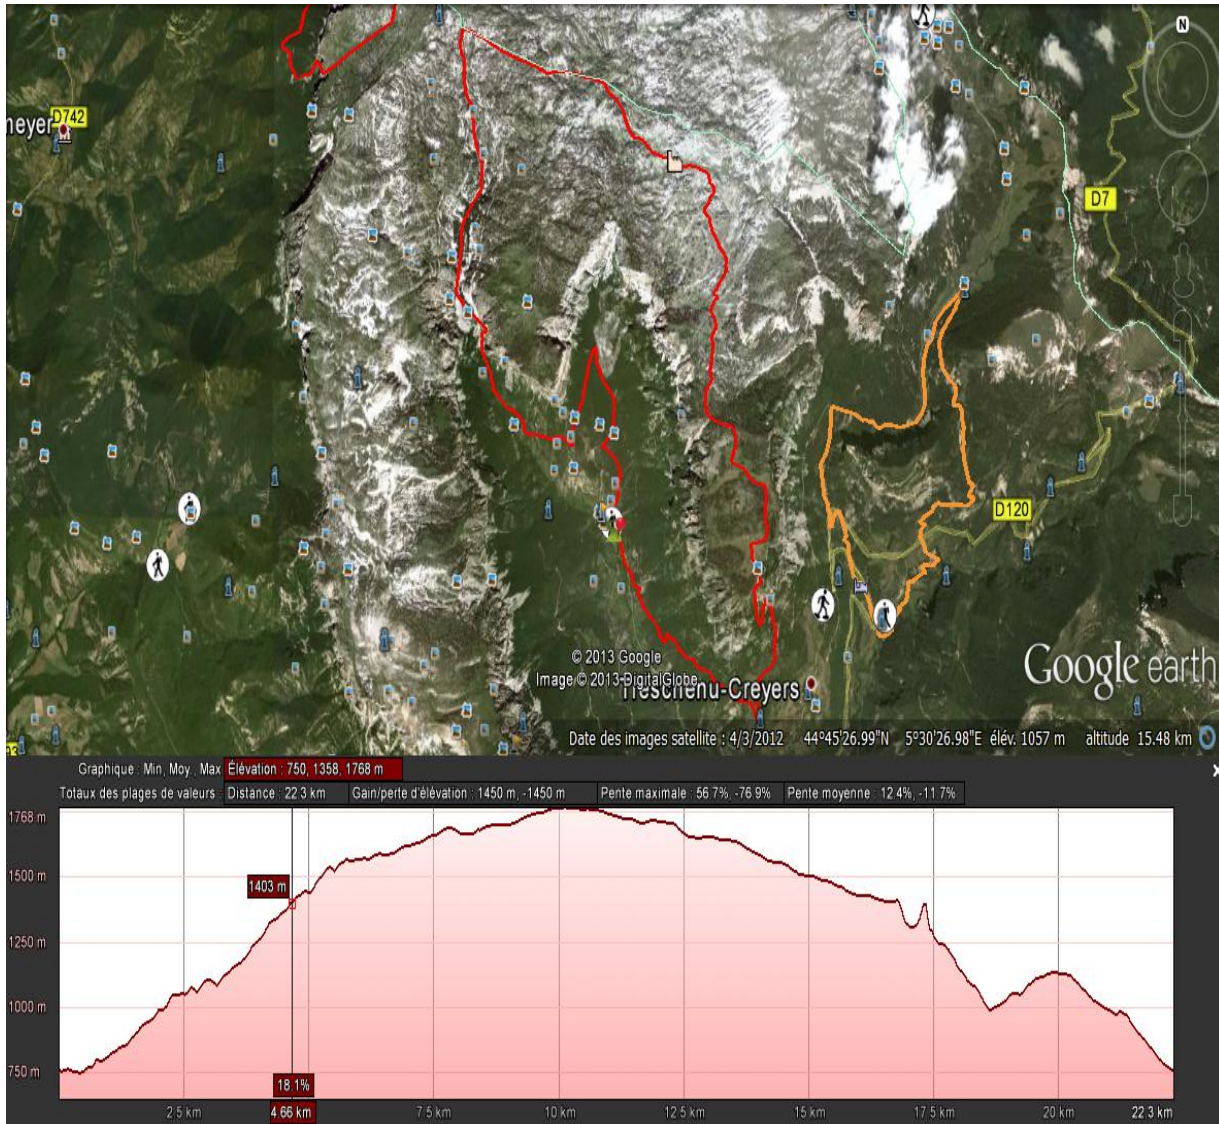 N
D742
meyer
D7
D120
© 2013 Google
Image © 2013 DigitalGlobe
-Creyers
Google earth
Date des images satellite : 4/3/2012 44°45'26.99"N 5°30'26.98"E élév. 1057 m altitude 15.48 km
Graphique : Min, Moy., Max Élévation : 750, 1358, 1768 m
Totaux des plages de valeurs : Distance : 22.3 km Gain/perte d'élévation : 1450 m, -1450 m Pente maximale : 56.7%, -76.9% Pente moyenne : 12.4%, -11.7%
1768 m
1500 m
1403 m
1250 m
1000 m
750 m
18.1%
2.5 km 4.66 km 7.5 km 10 km 12.5 km 15 km 17.5 km 20 km 22.3 km